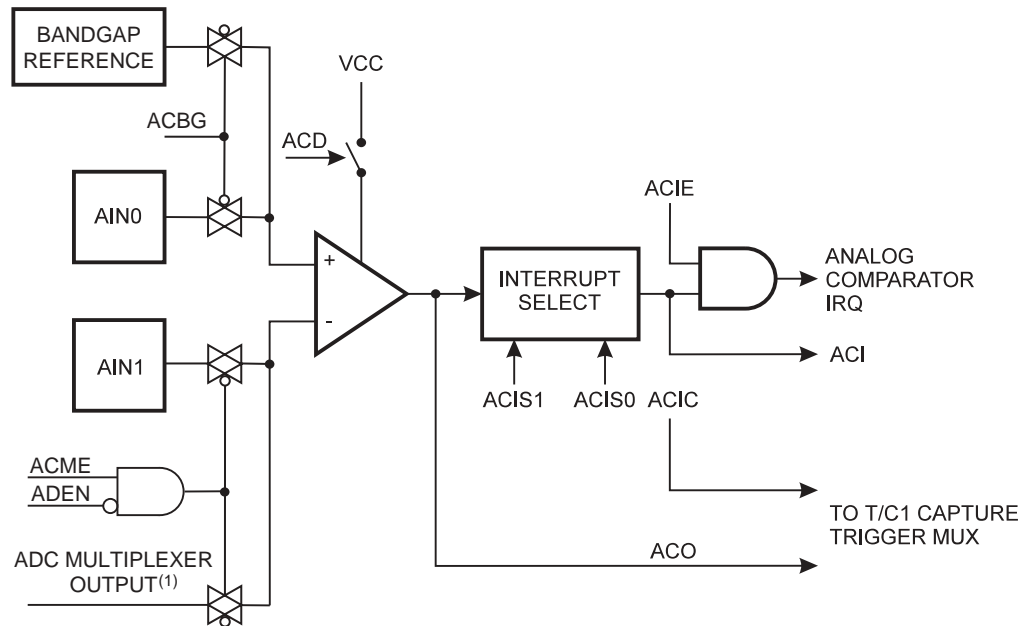 BANDGAP
REFERENCE
VCC
ACBG
ACD
AIN0
ACIE
+
-
INTERRUPT
SELECT
ANALOG
COMPARATOR
IRQ
AIN1
ACI
ACIS1
ACIS0
ACIC
ACME
ADEN
TO T/C1 CAPTURE
TRIGGER MUX
ADC MULTIPLEXER
OUTPUT(1)
ACO